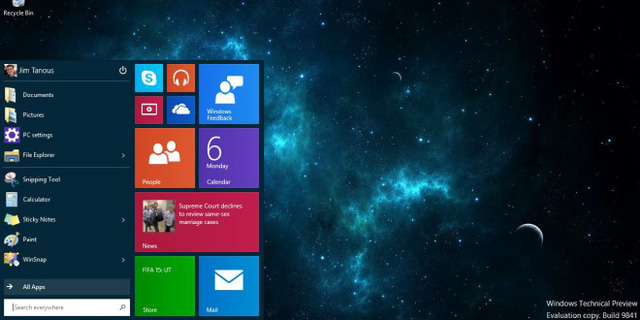 Recycle Bin
Jim Tanous
Documents
Pictures
PC settings
File Explorer
Snipping Tool
Calculator
Sticky Notes
Paint
WinSnap
All Apps
Search everywhere
Windows
Feedback
People
6
Monday
Calendar
Supreme Court declines
to review same-sex
marriage cases
News
FIFA 15: UT
Store
Mail
Windows Technical Preview
Evaluation copy. Build 9841